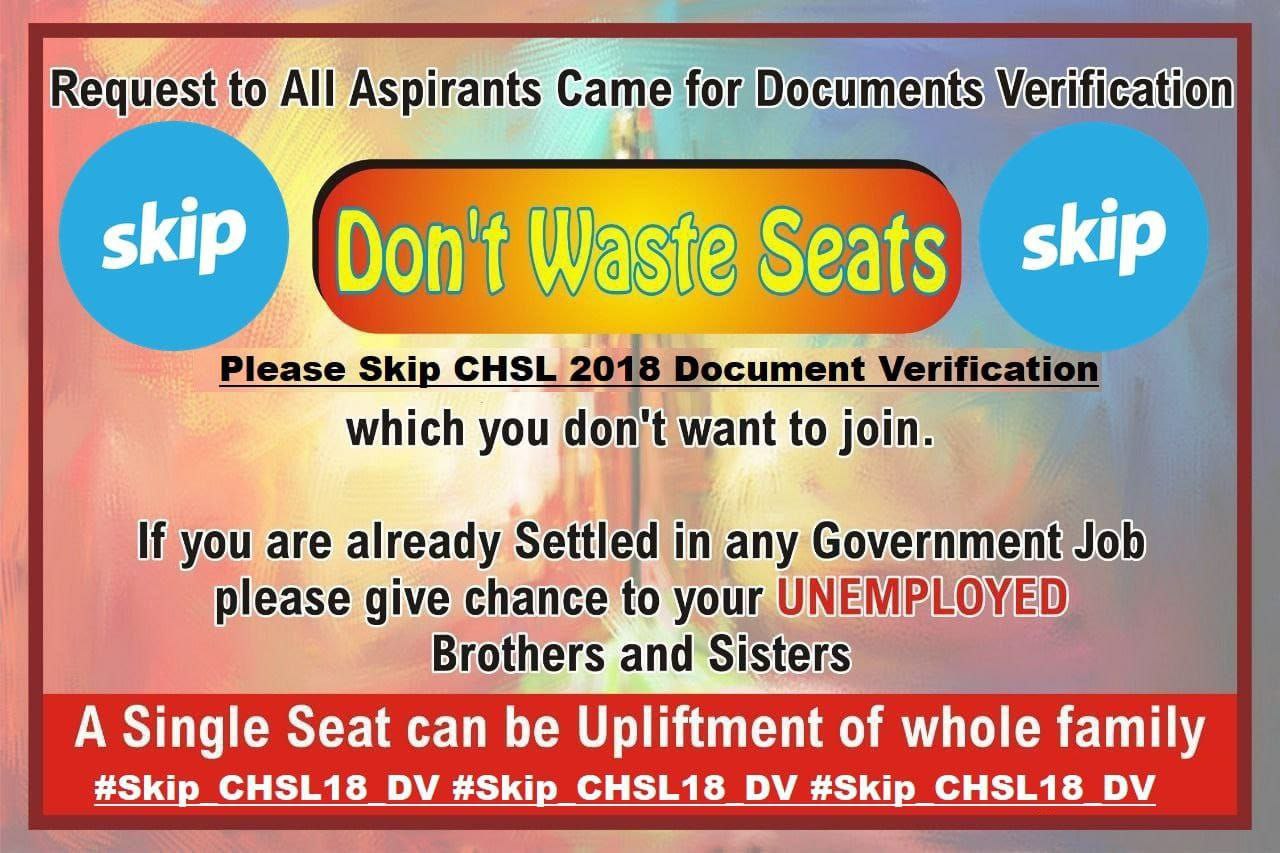 Request to All Aspirants Came for Documents Verification
skip
Don't Waste Seats
skip
Please Skip CHSL 2018 Document Verification
which you don't want to join.
If you are already Settled in any Government Job
please give chance to your UNEMPLOYED
Brothers and Sisters
A Single Seat can be Upliftment of whole family
#Skip_CHSL18_DV #Skip_CHSL18_DV #Skip_CHSL18_DV